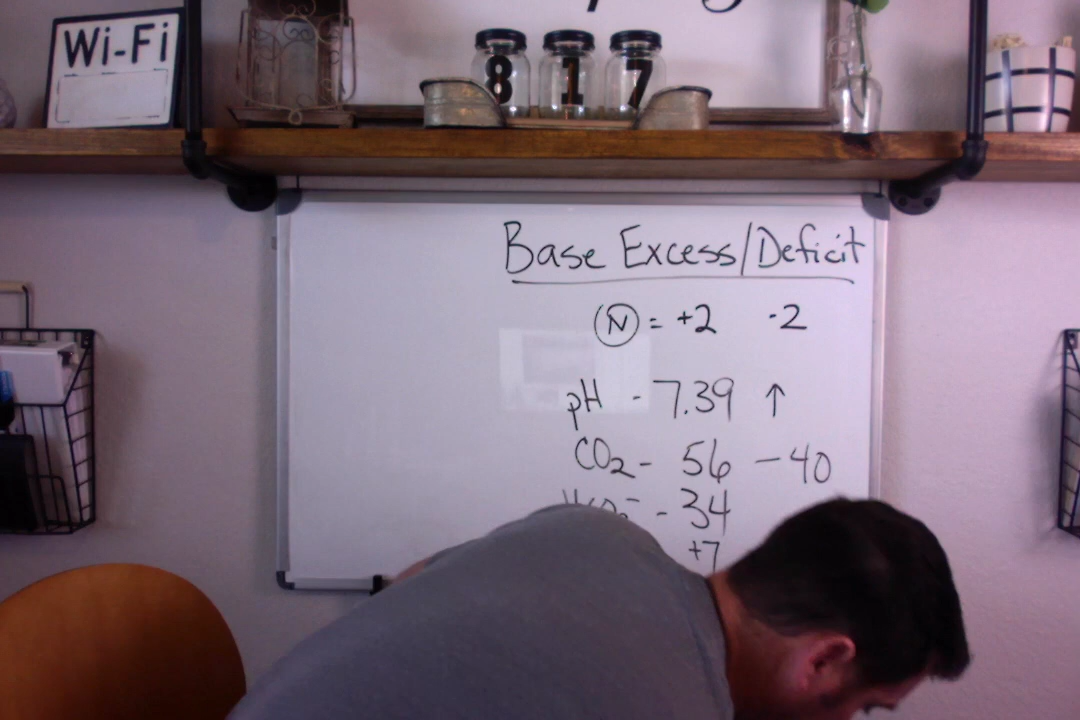 Wi-Fi
8 1 7
Base Excess/Deficit
N = +2 -2
pH - 7.39 ↑
CO2 - 56 - 40
- 34
+7